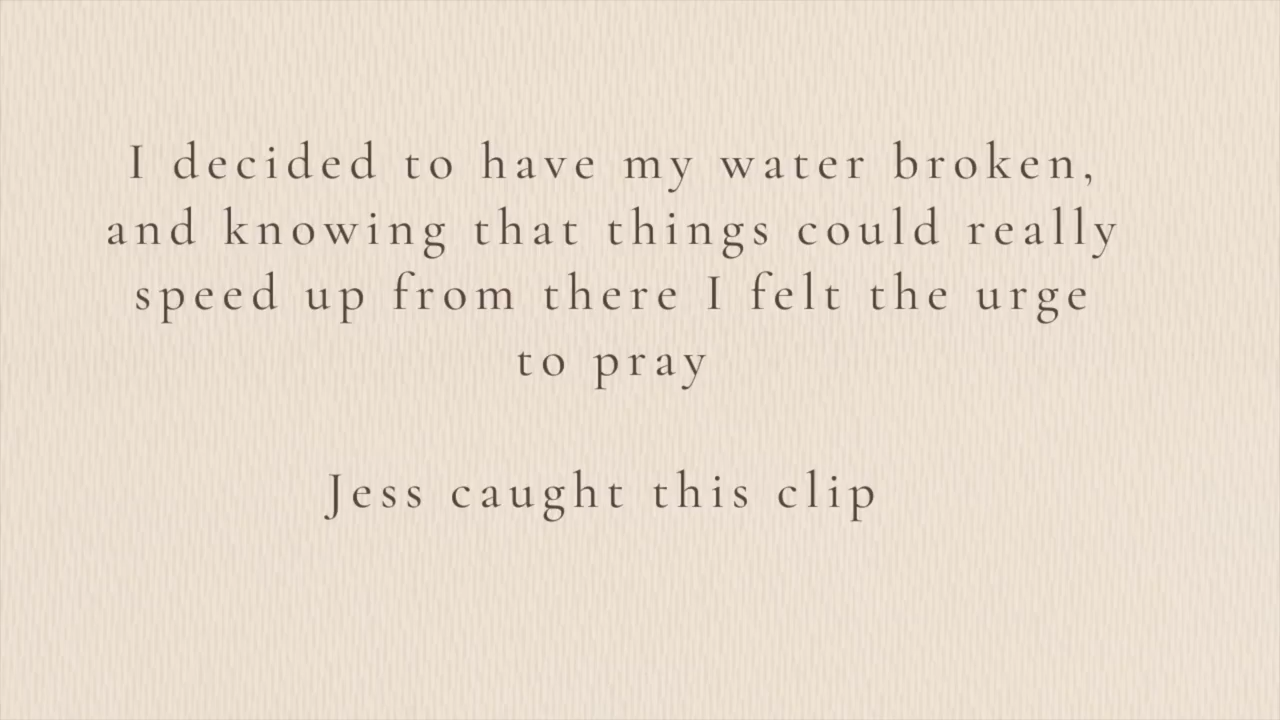 I decided to have my water broken,
and knowing that things could really
speed up from there I felt the urge
to pray
Jess caught this clip